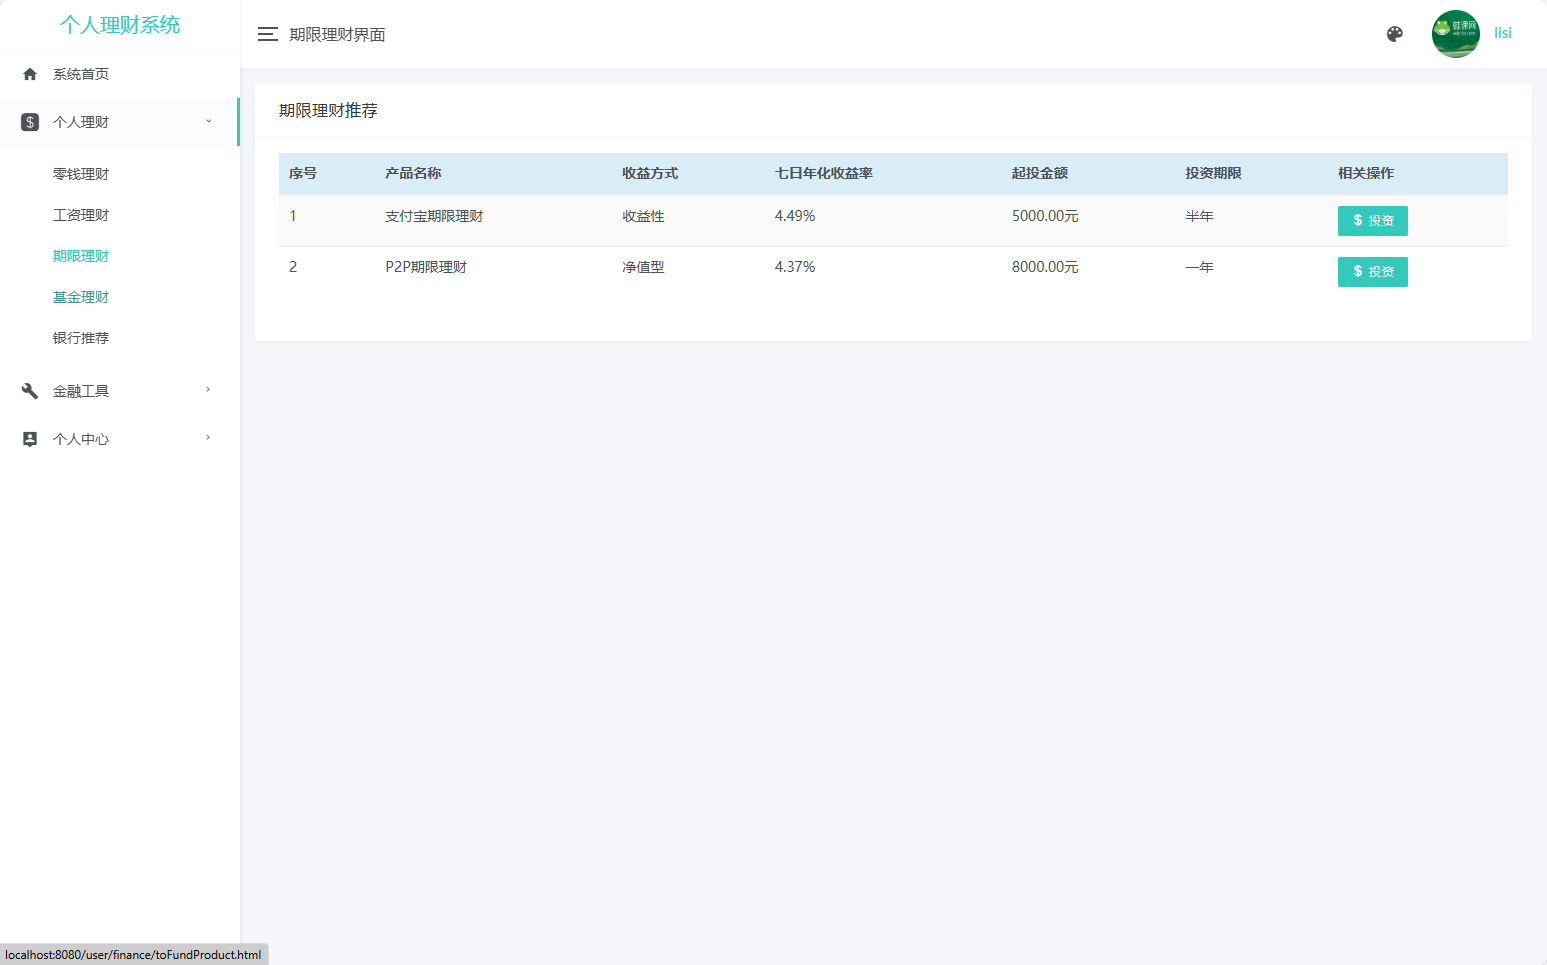 个人理财系统
期限理财界面
lisi
系统首页
个人理财
零钱理财
工资理财
期限理财
基金理财
银行推荐
金融工具
个人中心
期限理财推荐
序号 产品名称 收益方式 七日年化收益率 起投金额 投资期限 相关操作
1 支付宝期限理财 收益性 4.49% 5000.00元 半年 $ 投资
2 P2P期限理财 净值型 4.37% 8000.00元 一年 $ 投资
localhost:8080/user/finance/toFundProduct.html